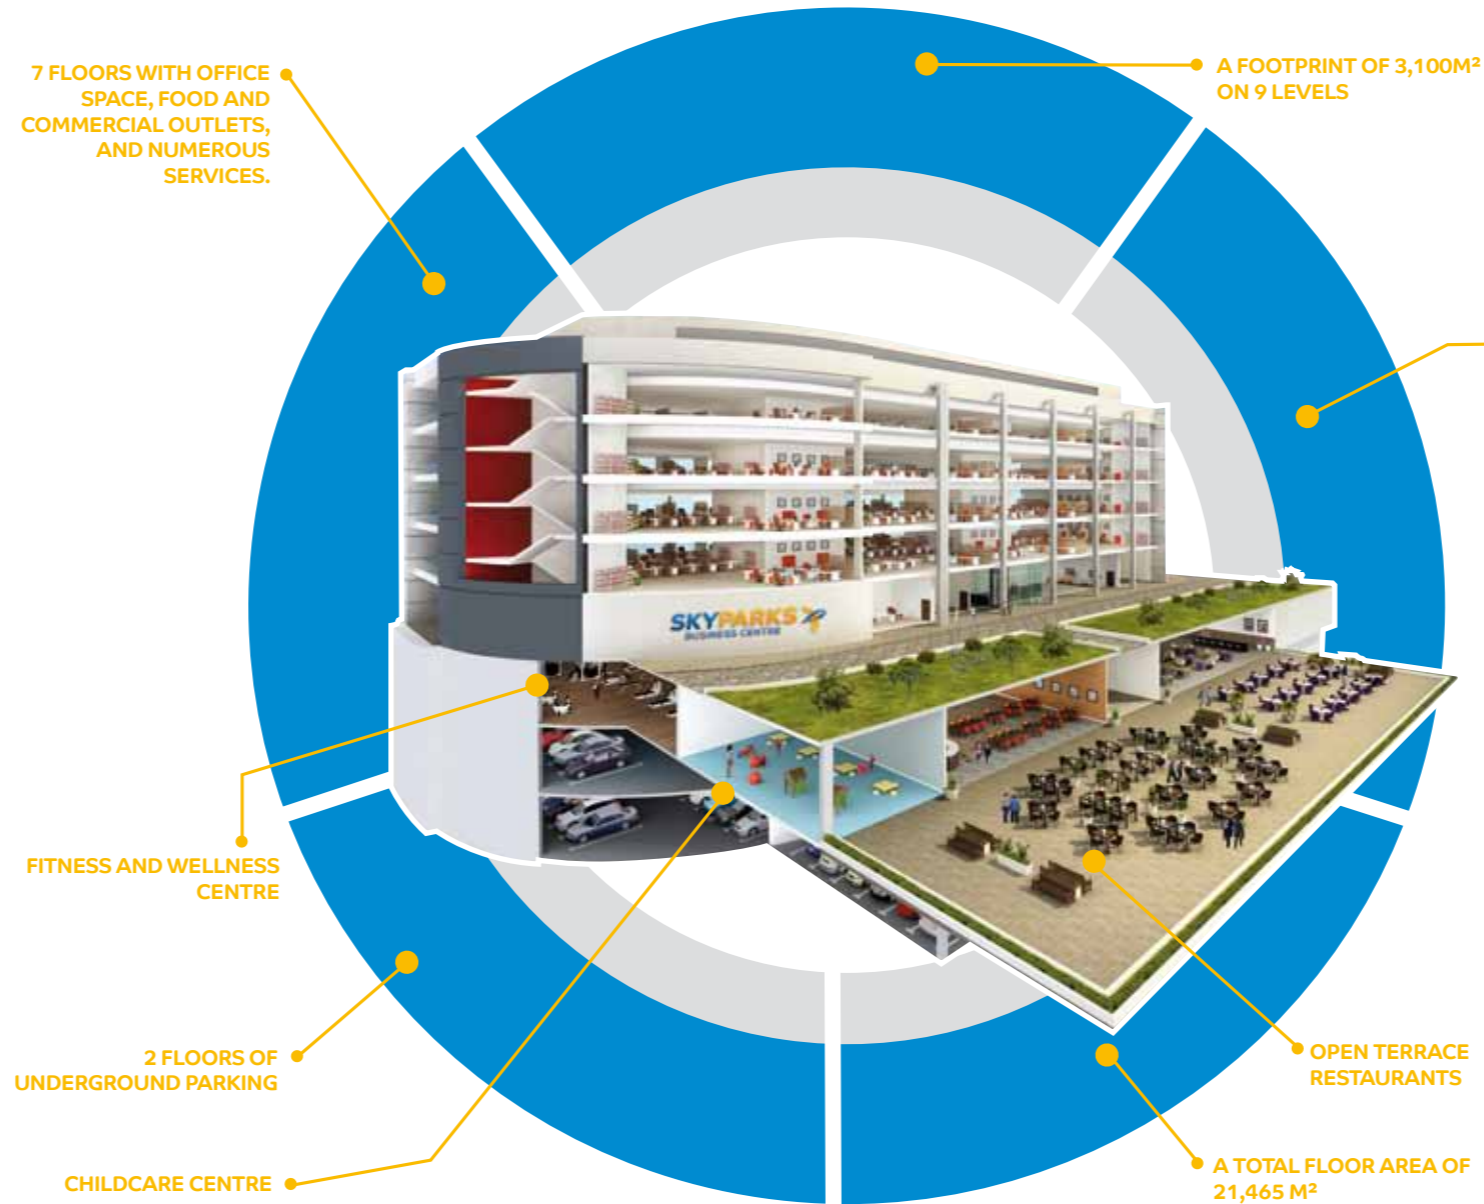 7 FLOORS WITH OFFICE
SPACE, FOOD AND
COMMERCIAL OUTLETS,
AND NUMEROUS
SERVICES.
A FOOTPRINT OF 3,100M²
ON 9 LEVELS
SKYPARKS
BUSINESS CENTRE
FITNESS AND WELLNESS
CENTRE
2 FLOORS OF
UNDERGROUND PARKING
CHILDCARE CENTRE
OPEN TERRACE
RESTAURANTS
A TOTAL FLOOR AREA OF
21,465 M²